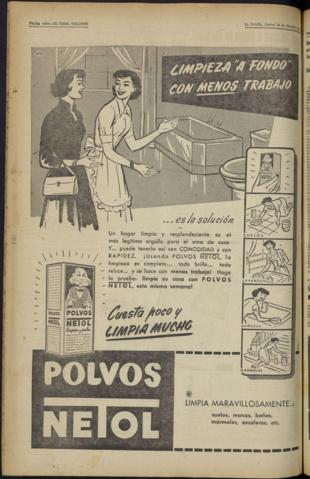 LIMPIEZA "A FONDO"
CON MENOS TRABAJO
...es la solución
Un hogar limpio y resplandeciente es el
más legítimo orgullo para el ama de casa.
Y... puede tenerlo así con COMODIDAD y con
RAPIDEZ. ¡Usando POLVOS NETOL, la
limpieza es completa... todo brilla... todo
reluce... y se hace con menos trabajo! Haga
la prueba: limpie su casa con POLVOS
NETOL, esta misma semana!
POLVOS
NETOL
Cuesta poco y
LIMPIA MUCHO
SUELOS
POLVOS
NETOL
LIMPIA MARAVILLOSAMENTE...
suelos, manos, baños,
mármoles, escaleras, etc.